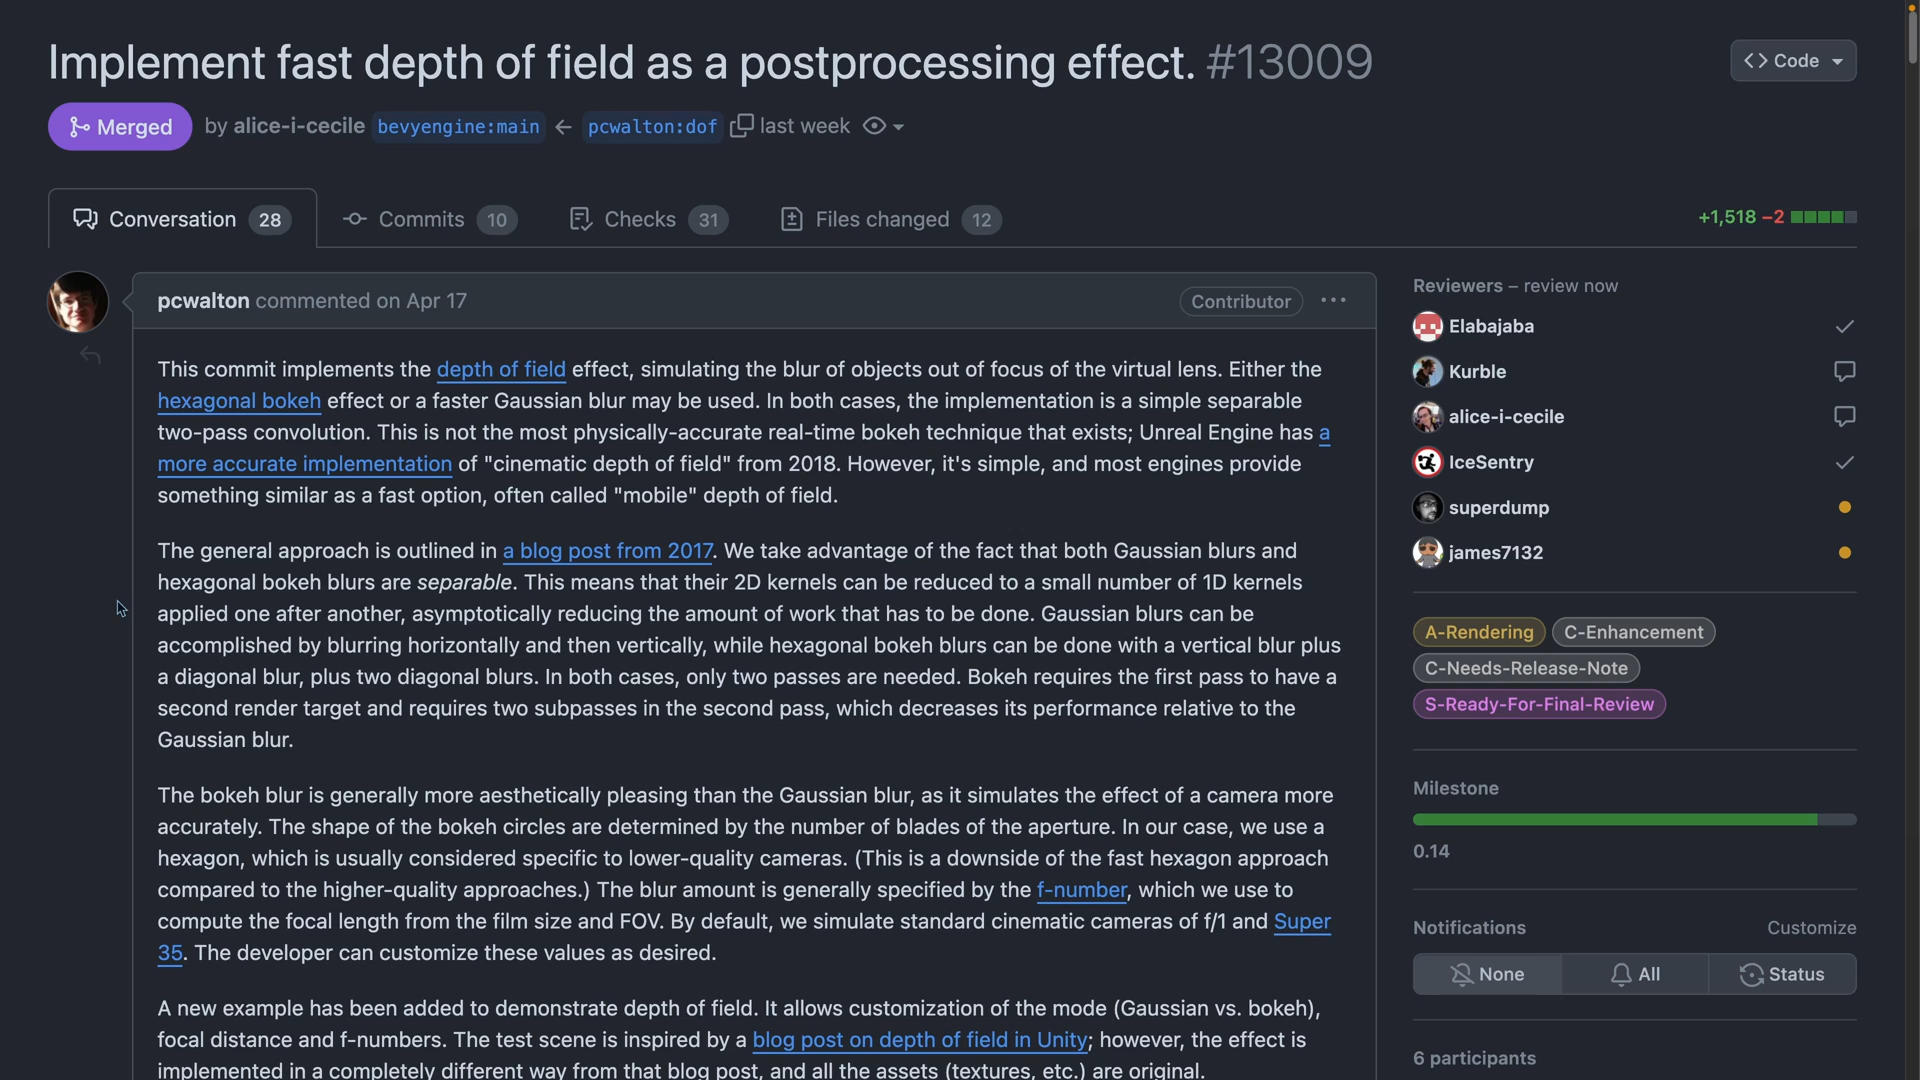 Implement fast depth of field as a postprocessing effect. #13009
Code
Merged by alice-i-cecile bevyengine:main ← pcwalton:dof last week
Conversation 28 Commits 10 Checks 31 Files changed 12
+1,518 −2
pcwalton commented on Apr 17
Contributor
This commit implements the depth of field effect, simulating the blur of objects out of focus of the virtual lens. Either the
hexagonal bokeh effect or a faster Gaussian blur may be used. In both cases, the implementation is a simple separable
two-pass convolution. This is not the most physically-accurate real-time bokeh technique that exists; Unreal Engine has a
more accurate implementation of "cinematic depth of field" from 2018. However, it's simple, and most engines provide
something similar as a fast option, often called "mobile" depth of field.
The general approach is outlined in a blog post from 2017. We take advantage of the fact that both Gaussian blurs and
hexagonal bokeh blurs are separable. This means that their 2D kernels can be reduced to a small number of 1D kernels
applied one after another, asymptotically reducing the amount of work that has to be done. Gaussian blurs can be
accomplished by blurring horizontally and then vertically, while hexagonal bokeh blurs can be done with a vertical blur plus
a diagonal blur, plus two diagonal blurs. In both cases, only two passes are needed. Bokeh requires the first pass to have a
second render target and requires two subpasses in the second pass, which decreases its performance relative to the
Gaussian blur.
The bokeh blur is generally more aesthetically pleasing than the Gaussian blur, as it simulates the effect of a camera more
accurately. The shape of the bokeh circles are determined by the number of blades of the aperture. In our case, we use a
hexagon, which is usually considered specific to lower-quality cameras. (This is a downside of the fast hexagon approach
compared to the higher-quality approaches.) The blur amount is generally specified by the f-number, which we use to
compute the focal length from the film size and FOV. By default, we simulate standard cinematic cameras of f/1 and Super
35. The developer can customize these values as desired.
A new example has been added to demonstrate depth of field. It allows customization of the mode (Gaussian vs. bokeh),
focal distance and f-numbers. The test scene is inspired by a blog post on depth of field in Unity; however, the effect is
implemented in a completely different way from that blog post, and all the assets (textures, etc.) are original.
Reviewers – review now
Elabajaba
Kurble
alice-i-cecile
IceSentry
superdump
james7132
A-Rendering C-Enhancement
C-Needs-Release-Note
S-Ready-For-Final-Review
Milestone
0.14
Notifications Customize
None All Status
6 participants